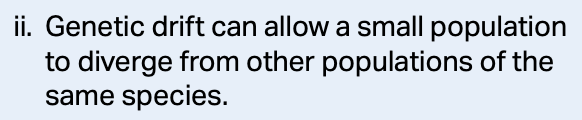 ii. Genetic drift can allow a small population
to diverge from other populations of the
same species.